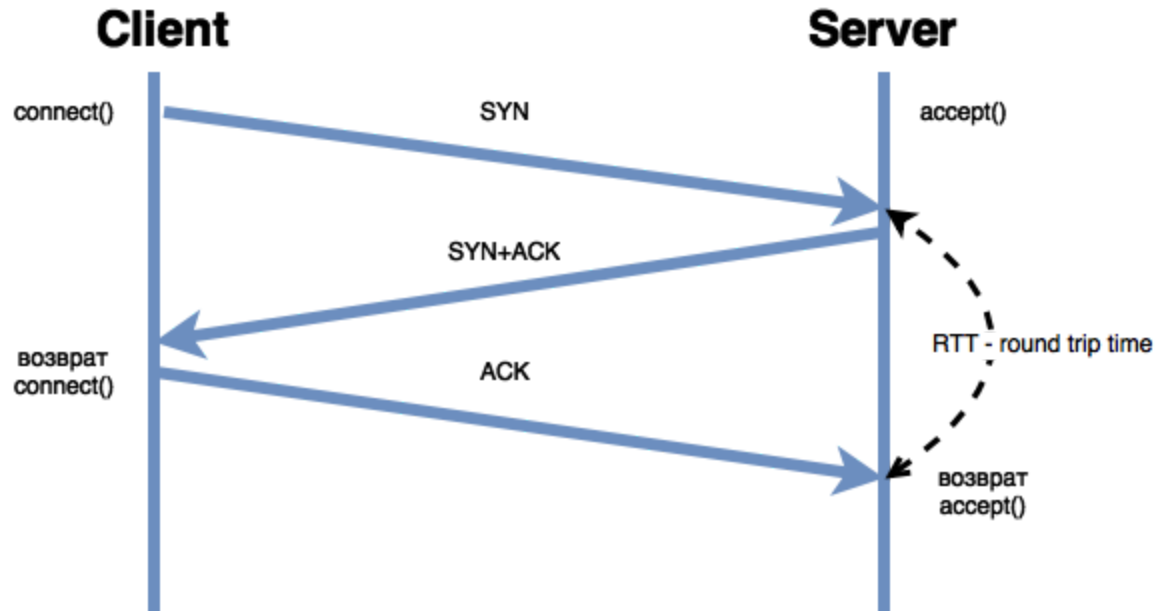 Client
Server
connect()
SYN
accept()
SYN+ACK
RTT - round trip time
возврат
connect()
ACK
возврат
accept()